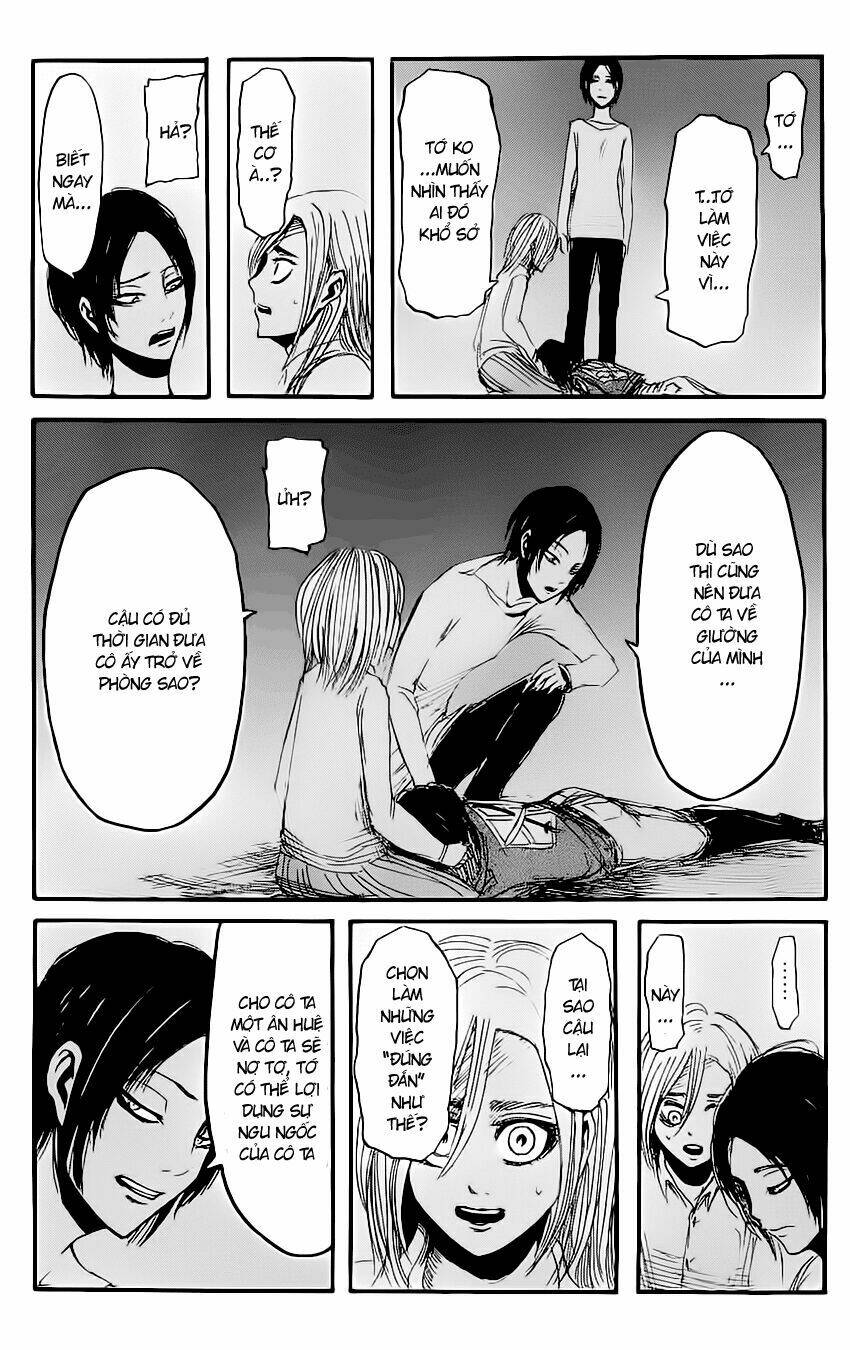 TỚ
...
T..TỚ
LÀM
VIỆC
NÀY
VÌ...
TỚ KO
...MUỐN
NHÌN THẤY
AI ĐÓ
KHỔ SỞ
THẾ
CƠ
À..?
HẢ?
BIẾT
NGAY
MÀ...
DÙ SAO
THÌ CŨNG
NÊN ĐƯA
CÔ TA VỀ
GIƯỜNG
CỦA MÌNH
...
ỬH?
CẬU CÓ ĐỦ
THỜI GIAN ĐƯA
CÔ ẤY TRỞ VỀ
PHÒNG SAO?
......
NÀY
...
TẠI
SAO
CẬU
LẠI
...
CHỌN
LÀM
NHỮNG
VIỆC
"ĐÚNG
ĐẮN"
NHƯ
THẾ?
CHO CÔ TA
MỘT ÂN HUỆ
VÀ CÔ TA SẼ
NỢ TỢ, TỚ
CÓ THỂ LỢI
DỤNG SỰ
NGU NGỐC
CỦA CÔ TA